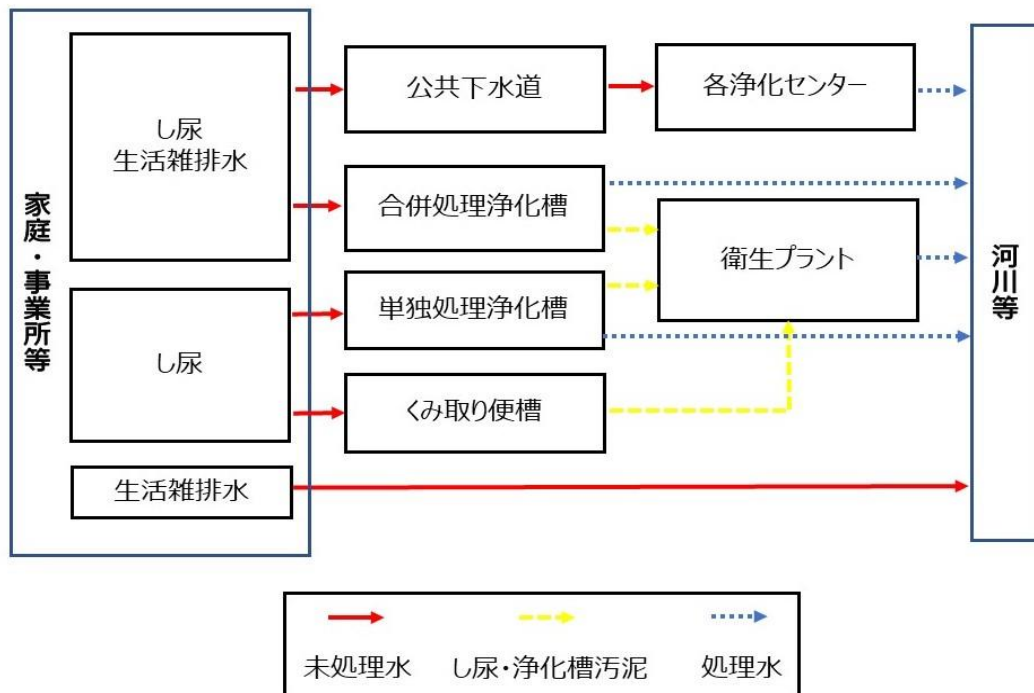 家庭・事業所等
し尿
生活雑排水
公共下水道
各浄化センター
合併処理浄化槽
衛生プラント
単独処理浄化槽
し尿
くみ取り便槽
生活雑排水
河川等
未処理水
し尿・浄化槽汚泥
処理水